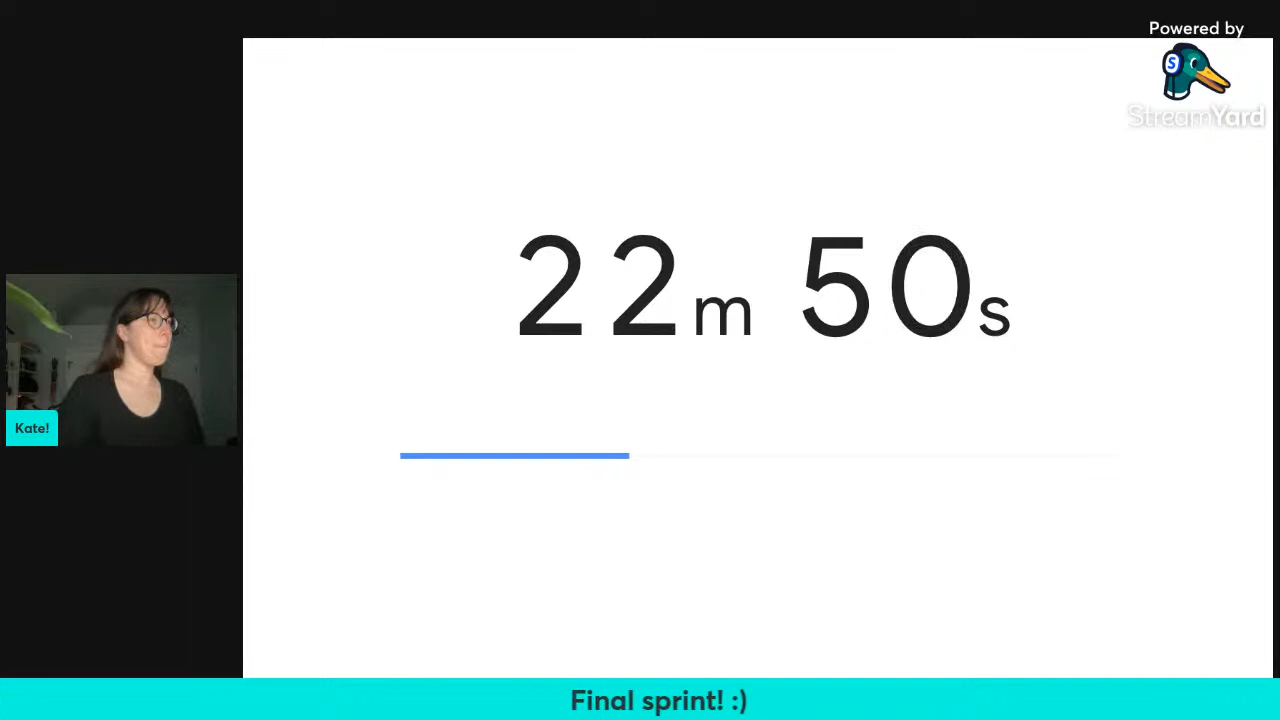 Powered by
S
StreamYard
22m 50s
Kate!
Final sprint! :)